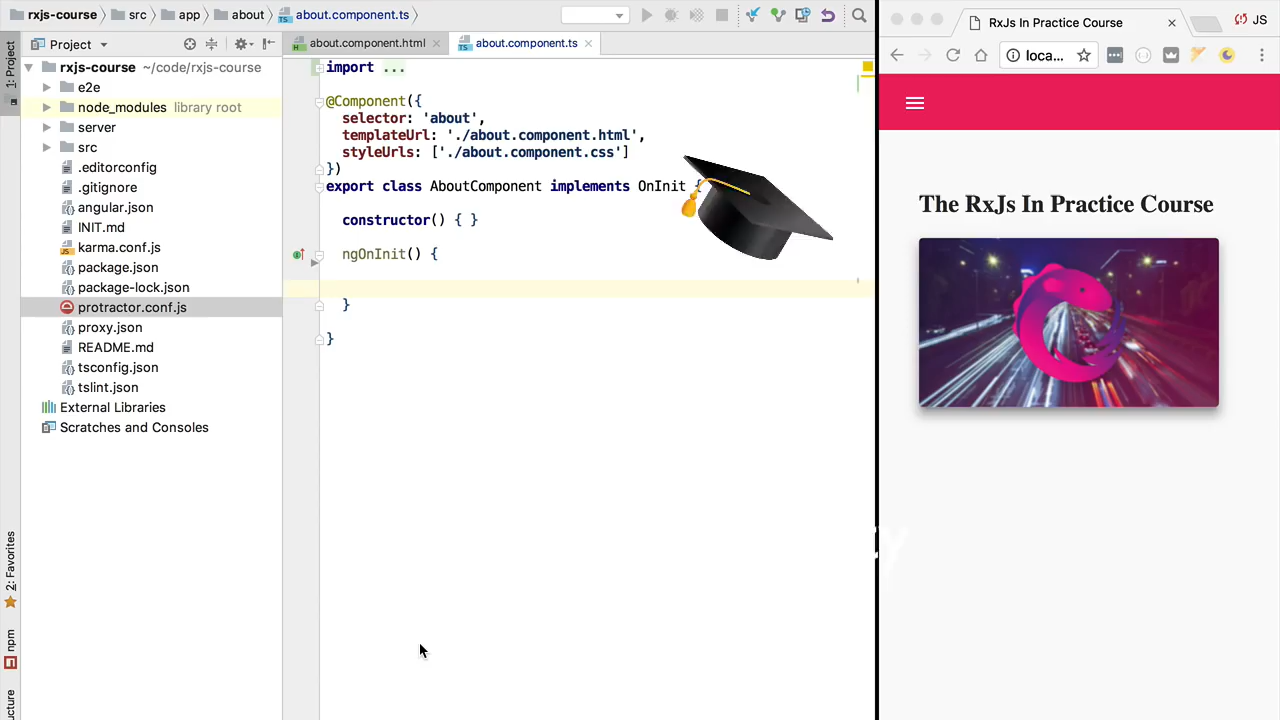 rxjs-course src app about about.component.ts
Project
rxjs-course ~/code/rxjs-course
e2e
node_modules library root
server
src
.editorconfig
.gitignore
angular.json
INIT.md
karma.conf.js
package.json
package-lock.json
protractor.conf.js
proxy.json
README.md
tsconfig.json
tslint.json
External Libraries
Scratches and Consoles
1: Project
2: Favorites
npm
about.component.html
about.component.ts
import ...
@Component({
selector: 'about',
templateUrl: './about.component.html',
styleUrls: ['./about.component.css']
})
export class AboutComponent implements OnInit {
constructor() { }
ngOnInit() {
}
}
RxJs In Practice Course
JS
loca...
The RxJs In Practice Course